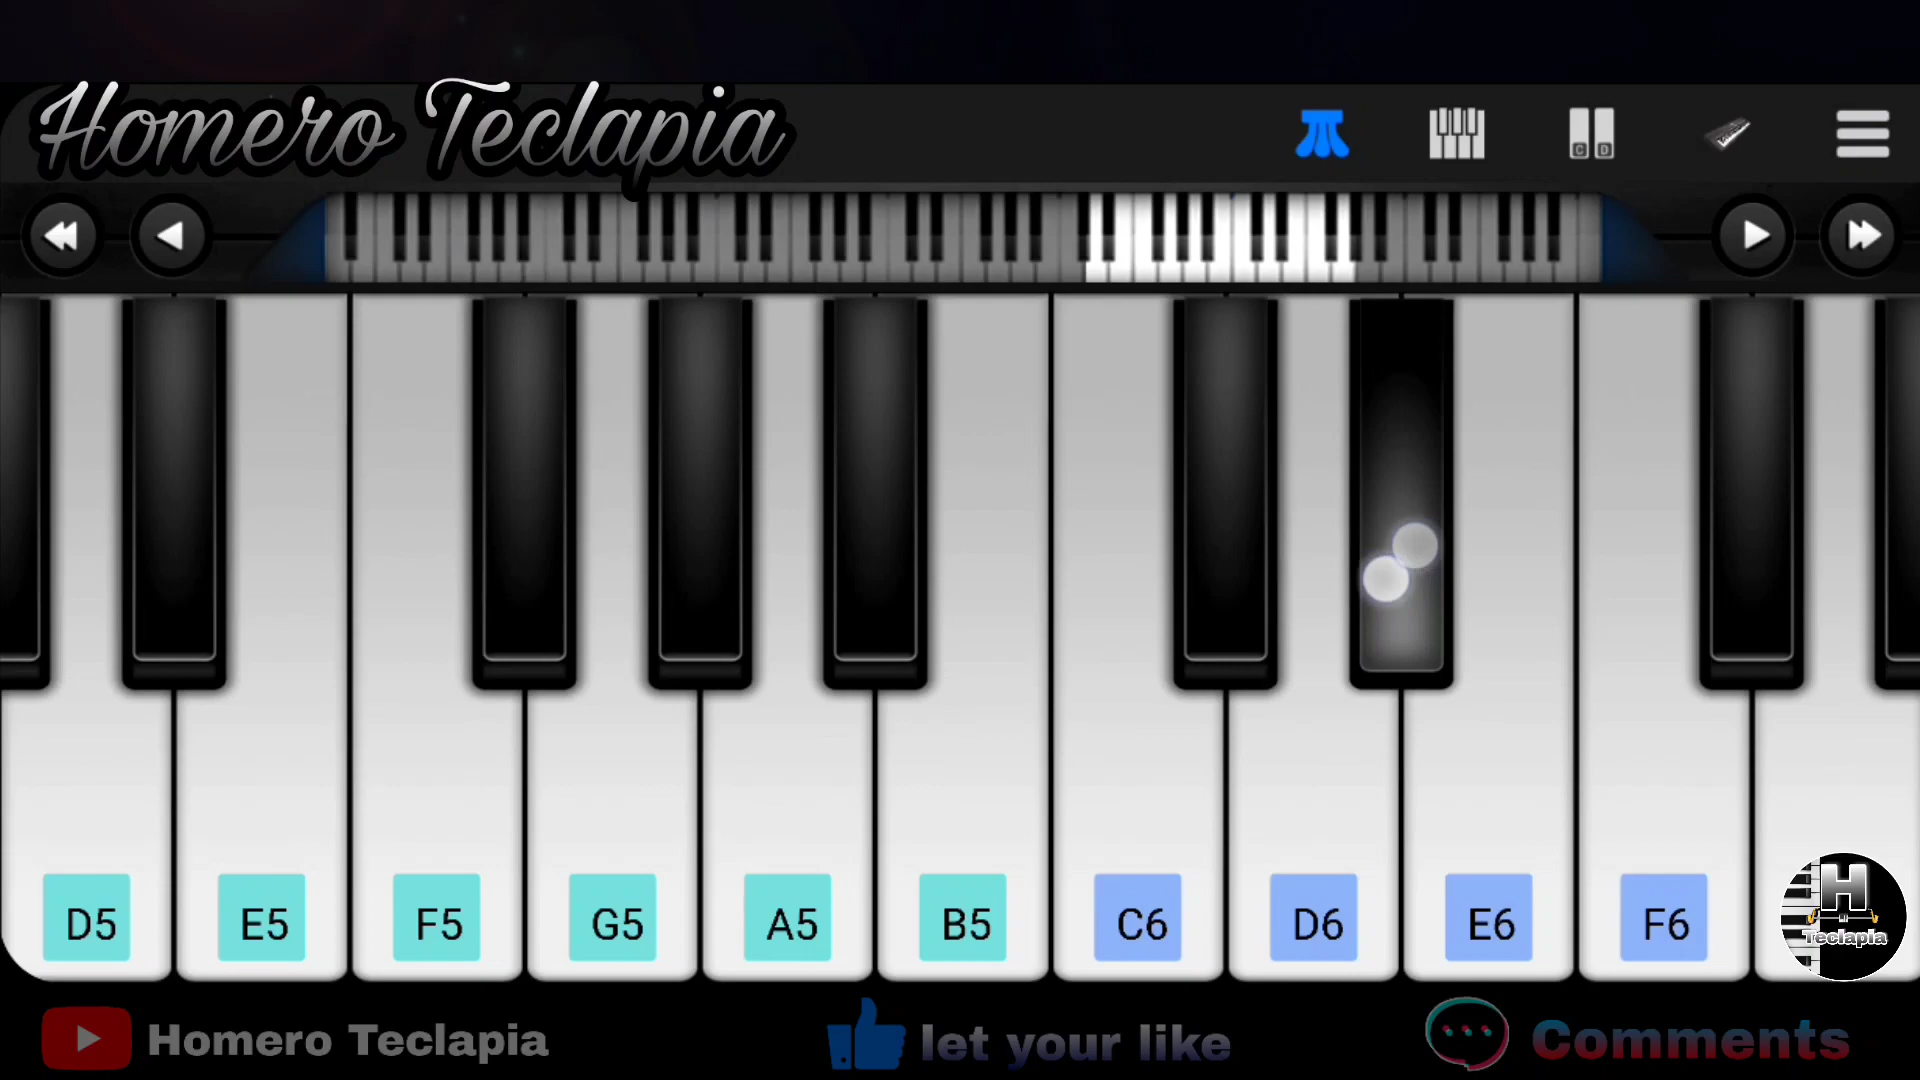 Homero Teclapia
C D
D5 E5 F5 G5 A5 B5 C6 D6 E6 F6
H
Teclapia
Homero Teclapia let your like Comments